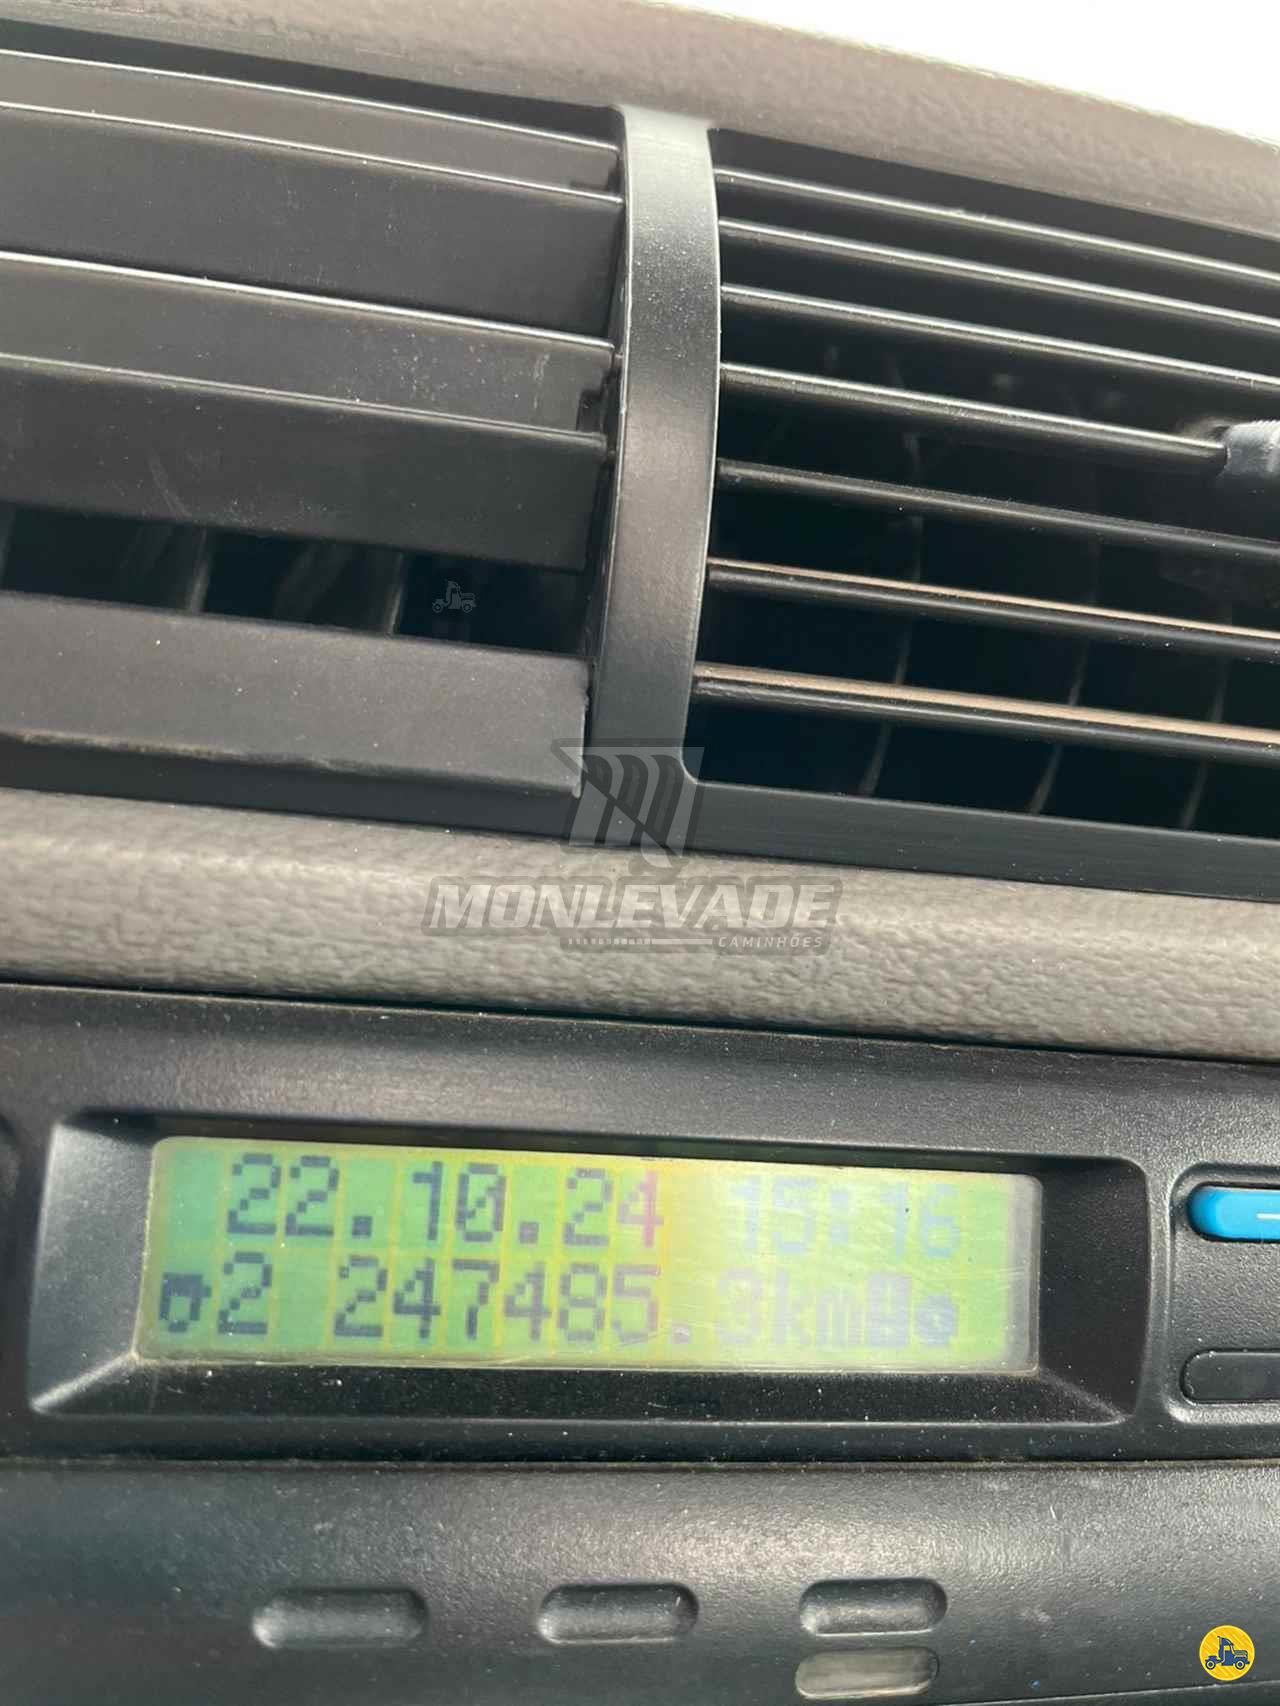 MONLEVADE
CAMINHÕES
22.10.24 15:16
2 247485.3km